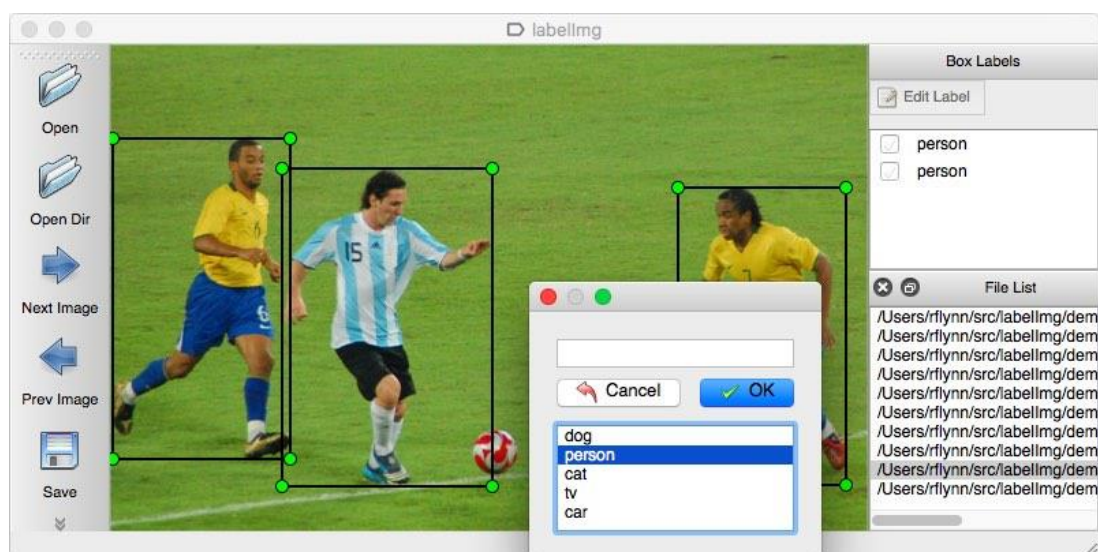 labelImg
Open
Open Dir
Next Image
Prev Image
Save
6
6
15
7
Cancel
OK
dog
person
cat
tv
car
Box Labels
Edit Label
person
person
File List
/Users/rflynn/src/labelImg/dem
/Users/rflynn/src/labelImg/dem
/Users/rflynn/src/labelImg/dem
/Users/rflynn/src/labelImg/dem
/Users/rflynn/src/labelImg/dem
/Users/rflynn/src/labelImg/dem
/Users/rflynn/src/labelImg/dem
/Users/rflynn/src/labelImg/dem
/Users/rflynn/src/labelImg/dem
/Users/rflynn/src/labelImg/dem